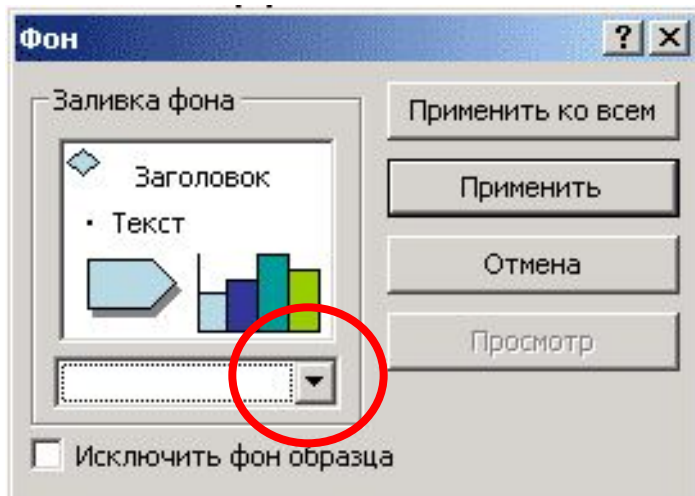 Фон
Заливка фона
Заголовок
· Текст
Применить ко всем
Применить
Отмена
Просмотр
Исключить фон образца